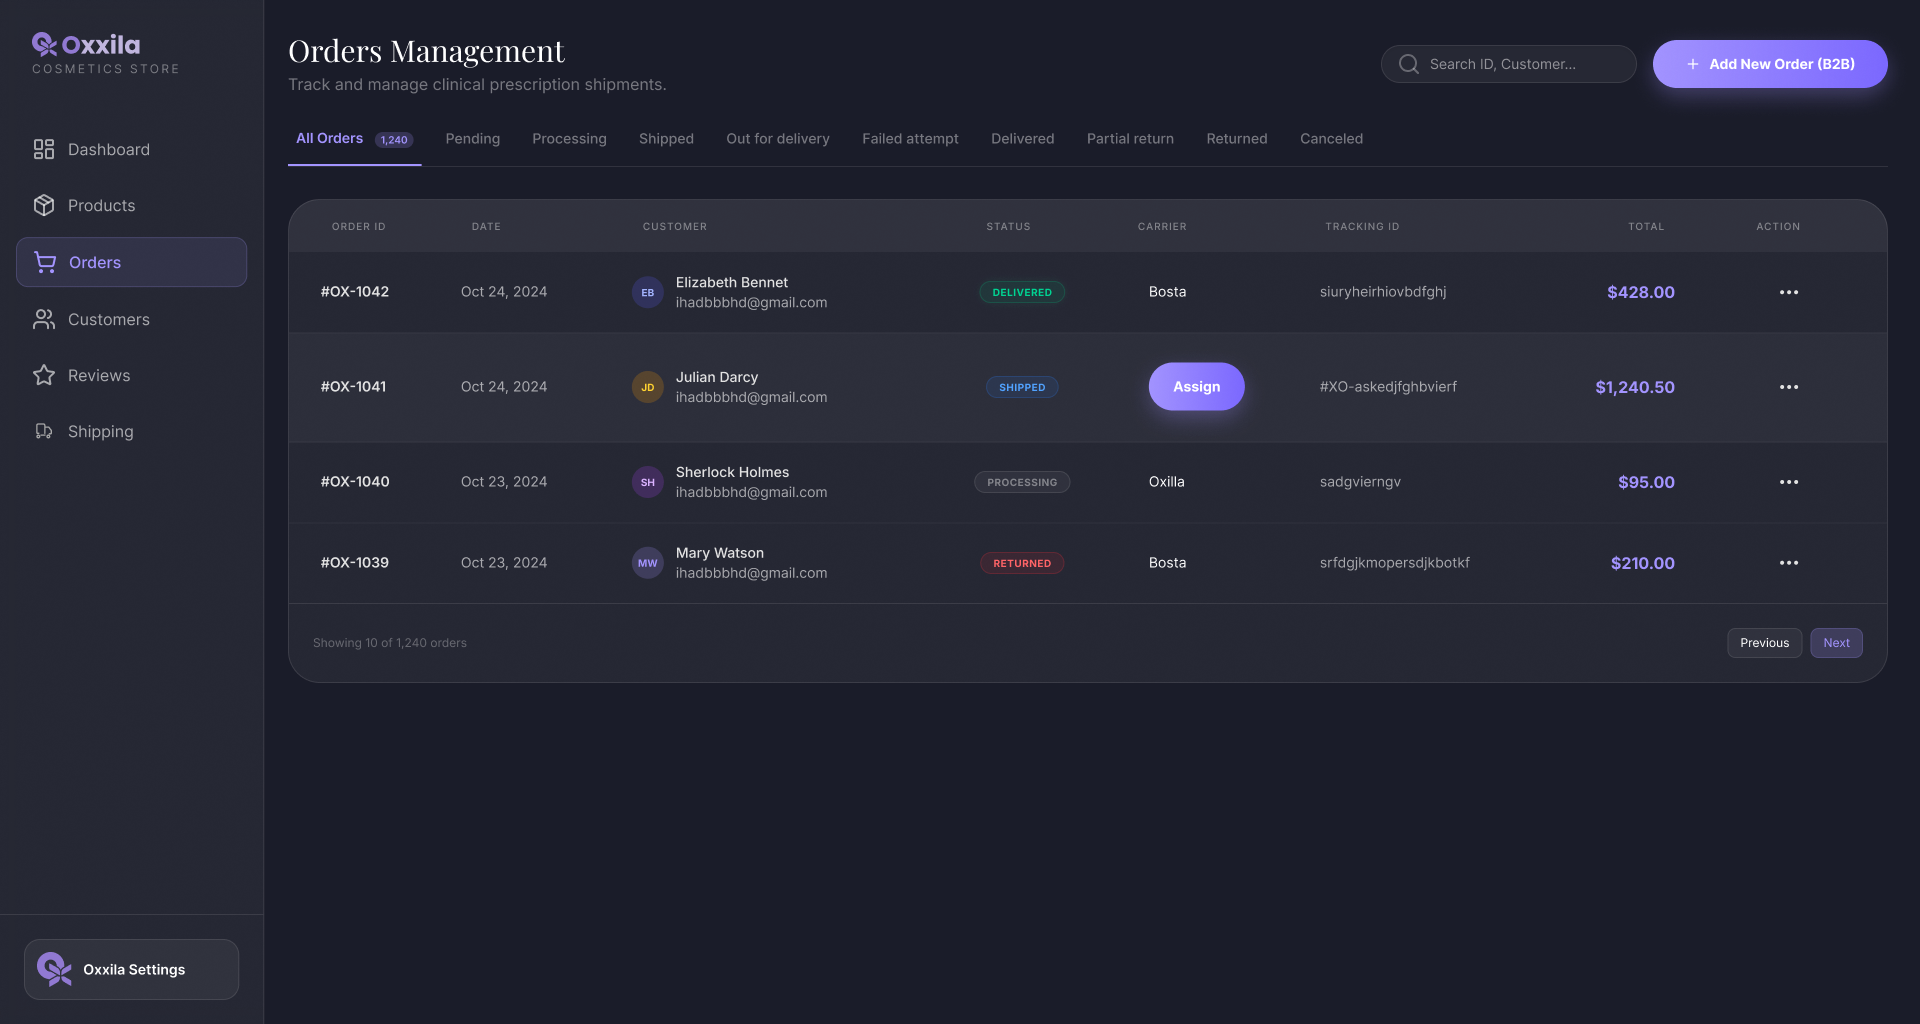 Oxxila
COSMETICS STORE
Dashboard
Products
Orders
Customers
Reviews
Shipping
Oxxila Settings
Orders Management
Track and manage clinical prescription shipments.
Search ID, Customer...
+ Add New Order (B2B)
All Orders 1,240 Pending Processing Shipped Out for delivery Failed attempt Delivered Partial return Returned Canceled
ORDER ID DATE CUSTOMER STATUS CARRIER TRACKING ID TOTAL ACTION
#OX-1042 Oct 24, 2024 EB Elizabeth Bennet DELIVERED Bosta siuryheirhiovbdfghj $428.00
ihadbbbhd@gmail.com
#OX-1041 Oct 24, 2024 JD Julian Darcy SHIPPED Assign #XO-askedjfghbvierf $1,240.50
ihadbbbhd@gmail.com
#OX-1040 Oct 23, 2024 SH Sherlock Holmes PROCESSING Oxilla sadgvierngv $95.00
ihadbbbhd@gmail.com
#OX-1039 Oct 23, 2024 MW Mary Watson RETURNED Bosta srfdgjkmopersdjkbotkf $210.00
ihadbbbhd@gmail.com
Showing 10 of 1,240 orders
Previous Next